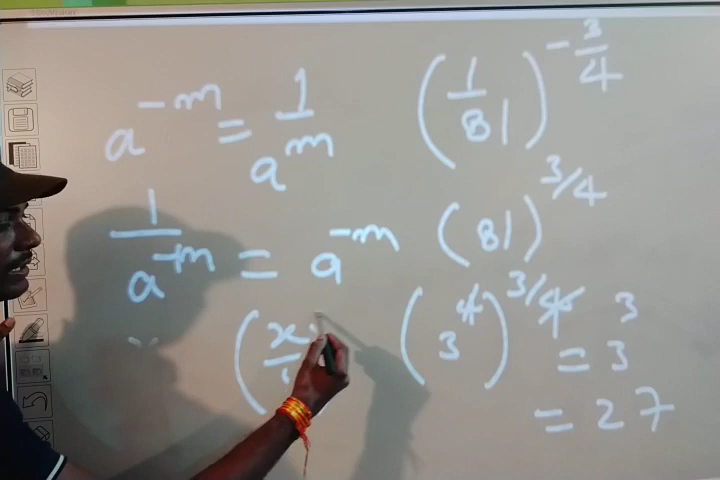 a^{-m} = 1/a^m
1/a^{+m} = a^{-m}
(x/
(1/81)^{-3/4}
(81)^{3/4}
(3^4)^{3/4} = 3^3
= 27